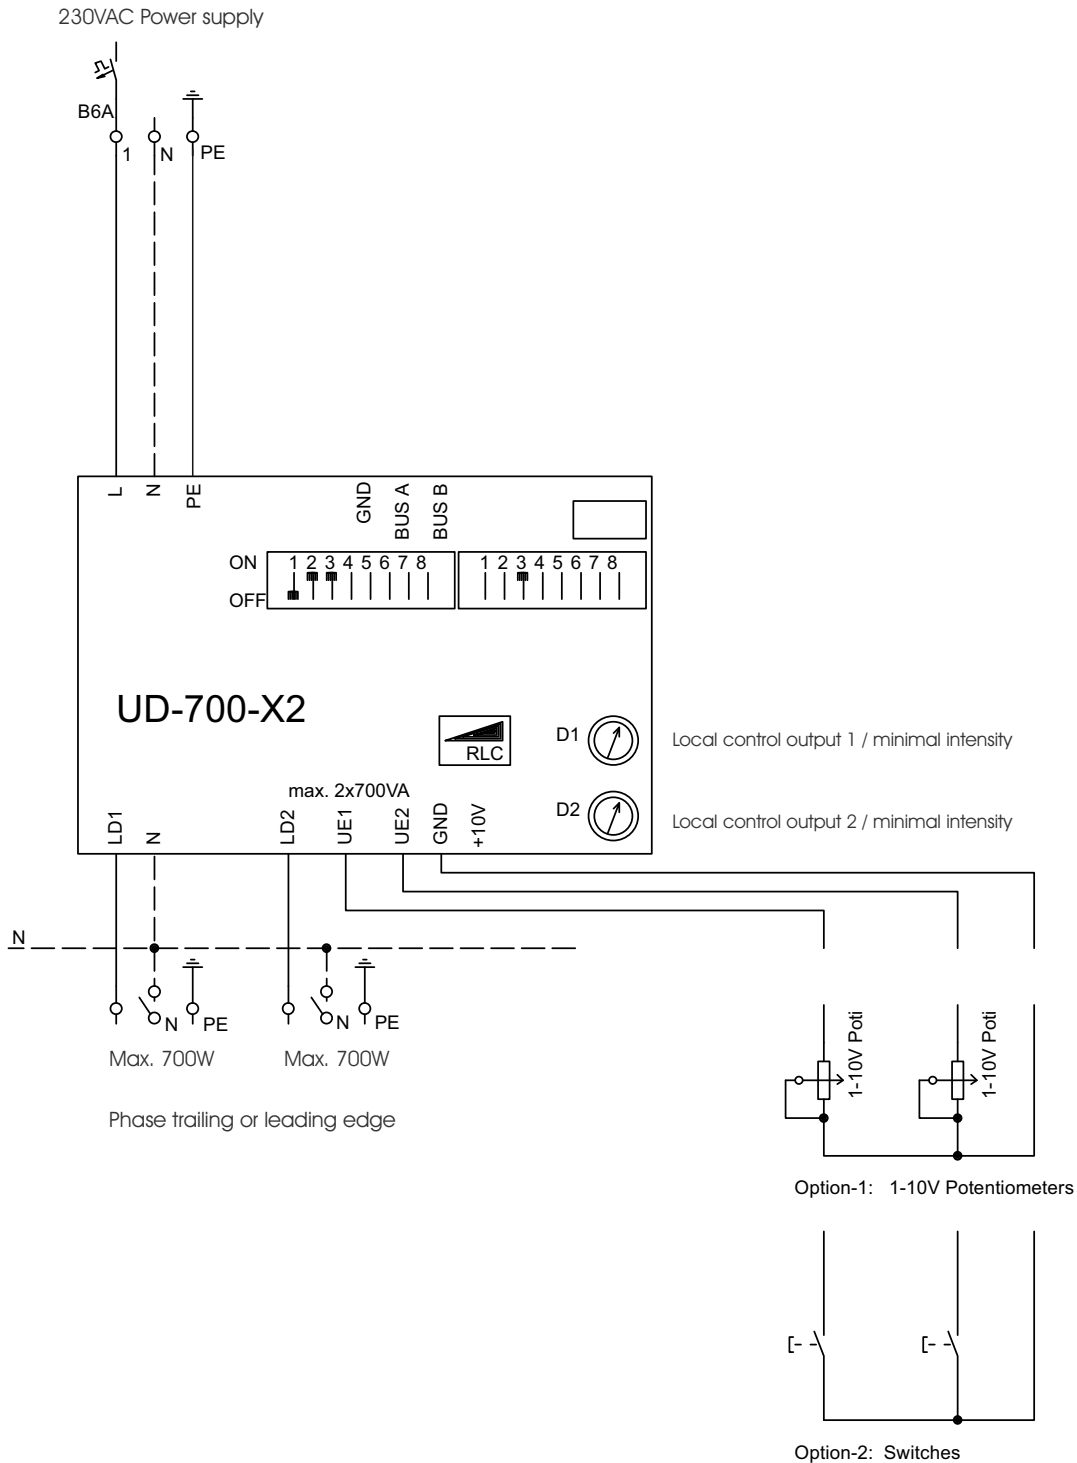 230VAC Power supply
B6A
1
N
PE
L
N
PE
GND
BUS A
BUS B
ON
1 2 3 4 5 6 7 8
1 2 3 4 5 6 7 8
OFF
UD-700-X2
RLC
D1
Local control output 1 / minimal intensity
max. 2x700VA
D2
Local control output 2 / minimal intensity
LD1
N
LD2
UE1
UE2
GND
+10V
N
N
PE
N
PE
Max. 700W
Max. 700W
1-10V Poti
1-10V Poti
Phase trailing or leading edge
Option-1: 1-10V Potentiometers
Option-2: Switches